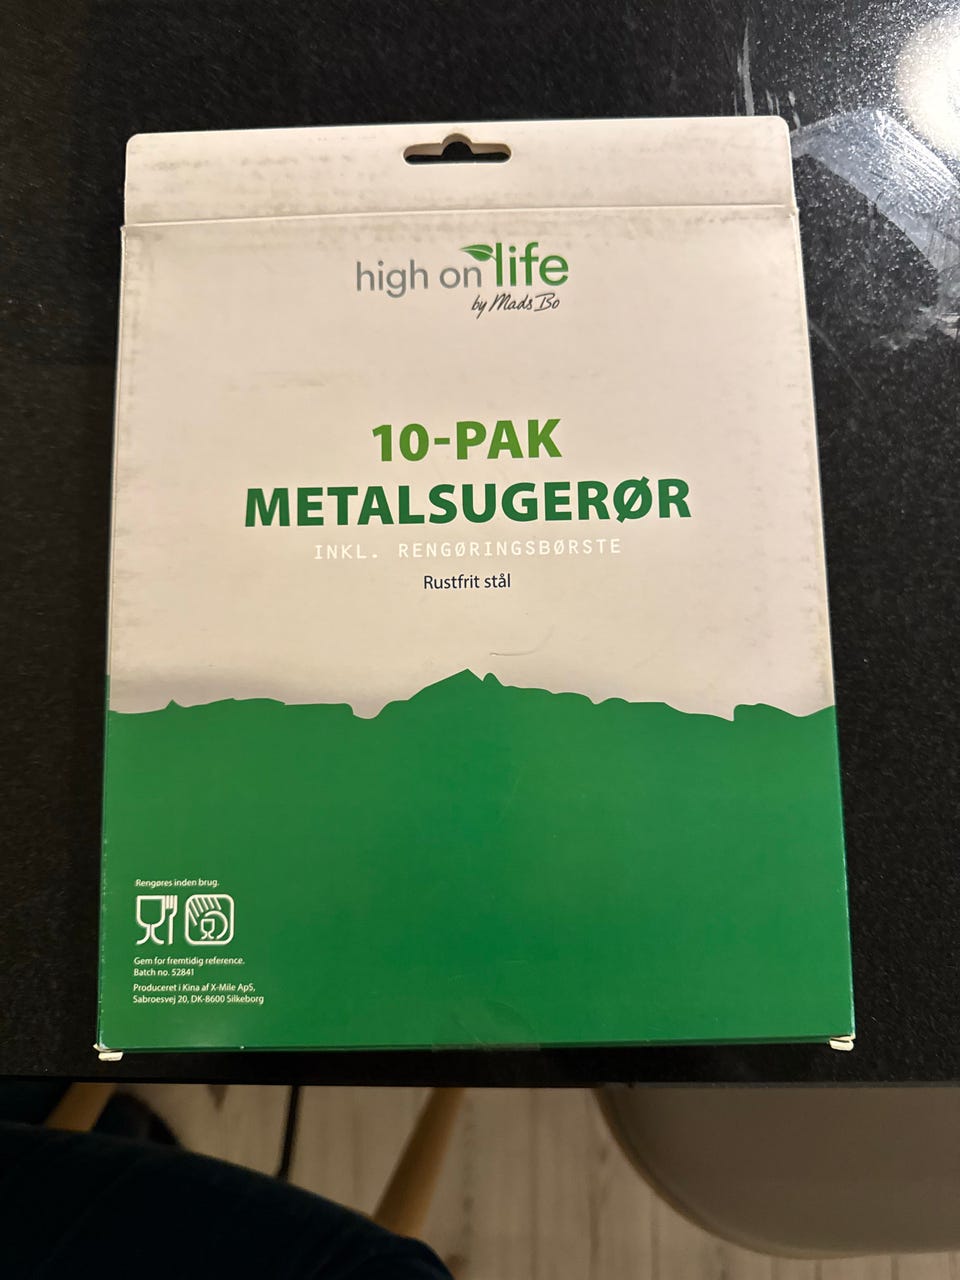 high on life
by Mads Bo
10-PAK
METALSUGERØR
INKL. RENGØRINGSBØRSTE
Rustfrit stål
Rengøres inden brug.
Gem for fremtidig reference.
Batch no. 52841
Produceret i Kina af X-Mile ApS,
Sabroesvej 20, DK-8600 Silkeborg